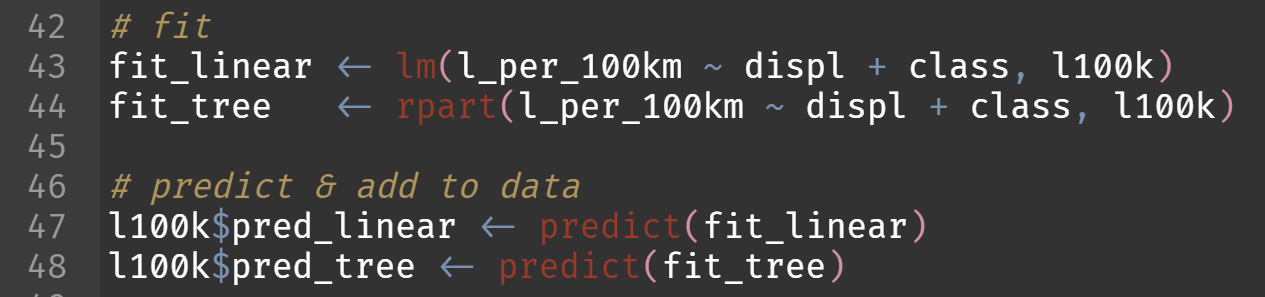 42 # fit
43 fit_linear <- lm(l_per_100km ~ displ + class, l100k)
44 fit_tree   <- rpart(l_per_100km ~ displ + class, l100k)
45
46 # predict & add to data
47 l100k$pred_linear <- predict(fit_linear)
48 l100k$pred_tree <- predict(fit_tree)